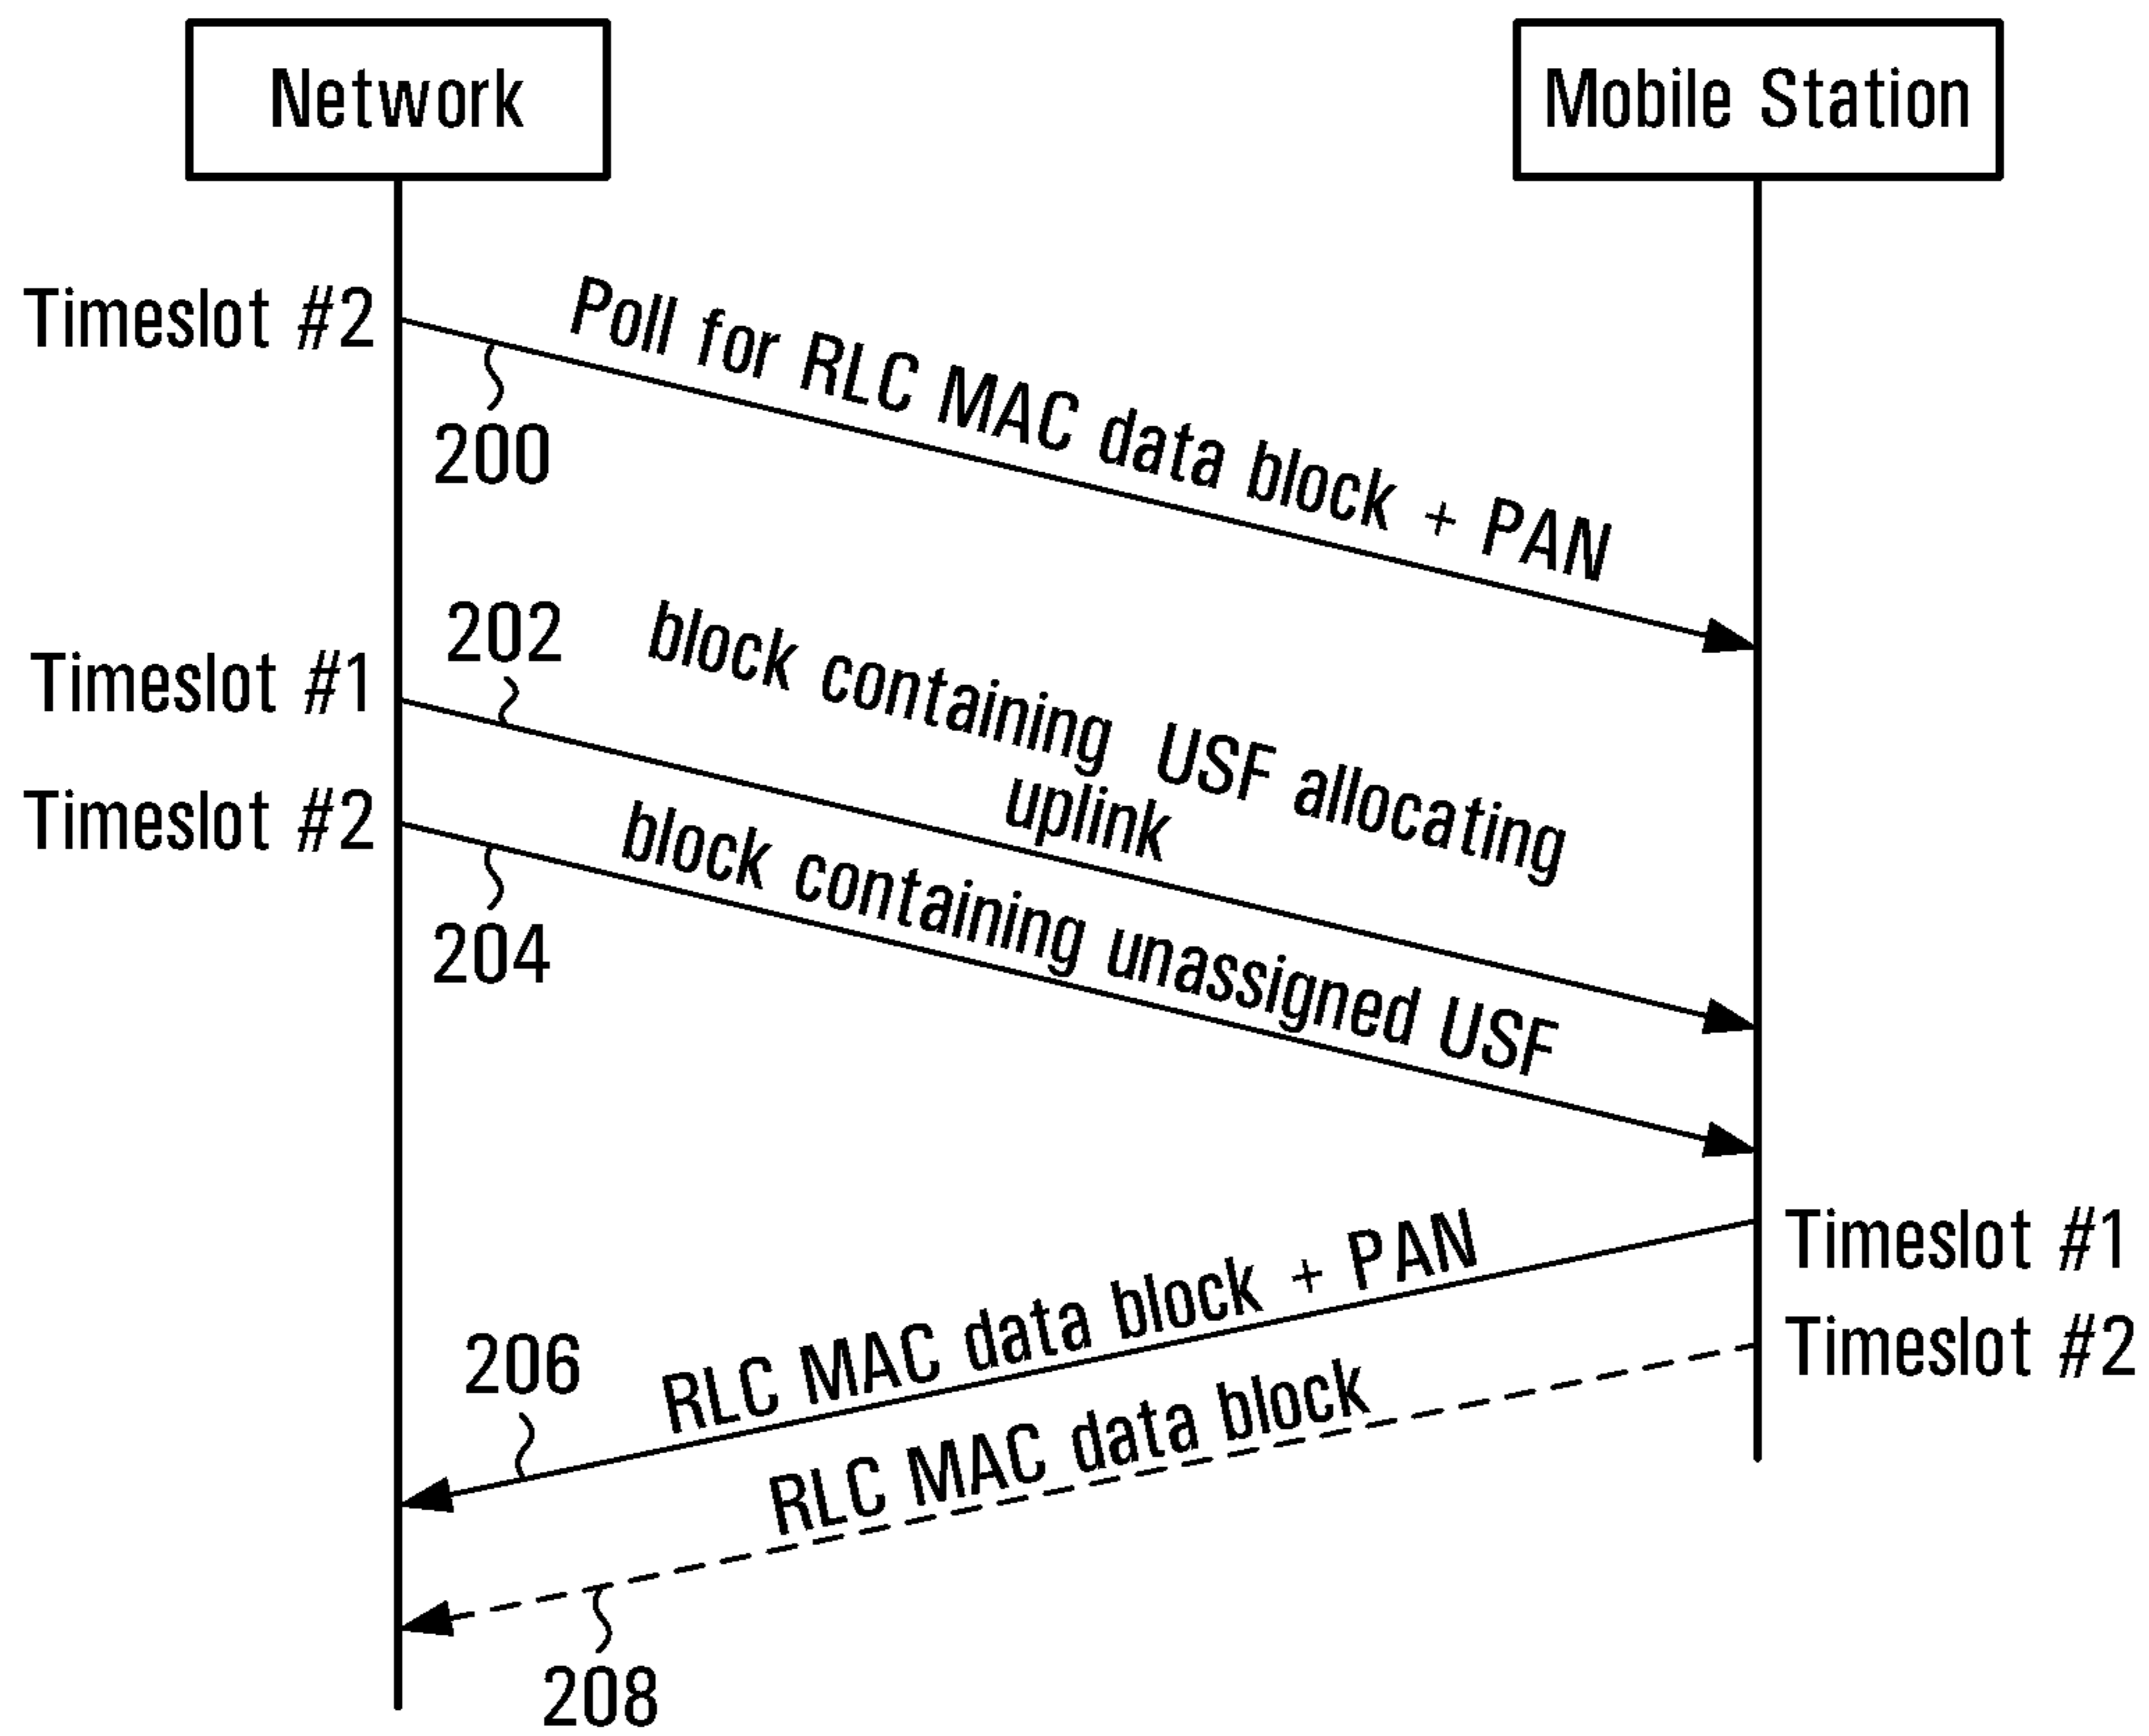 Network
Mobile Station
Timeslot #2
Poll for RLC MAC data block + PAN
200
202
block containing USF allocating
uplink
Timeslot #1
Timeslot #2
block containing unassigned USF
204
Timeslot #1
RLC MAC data block + PAN
206
Timeslot #2
RLC MAC data block
208